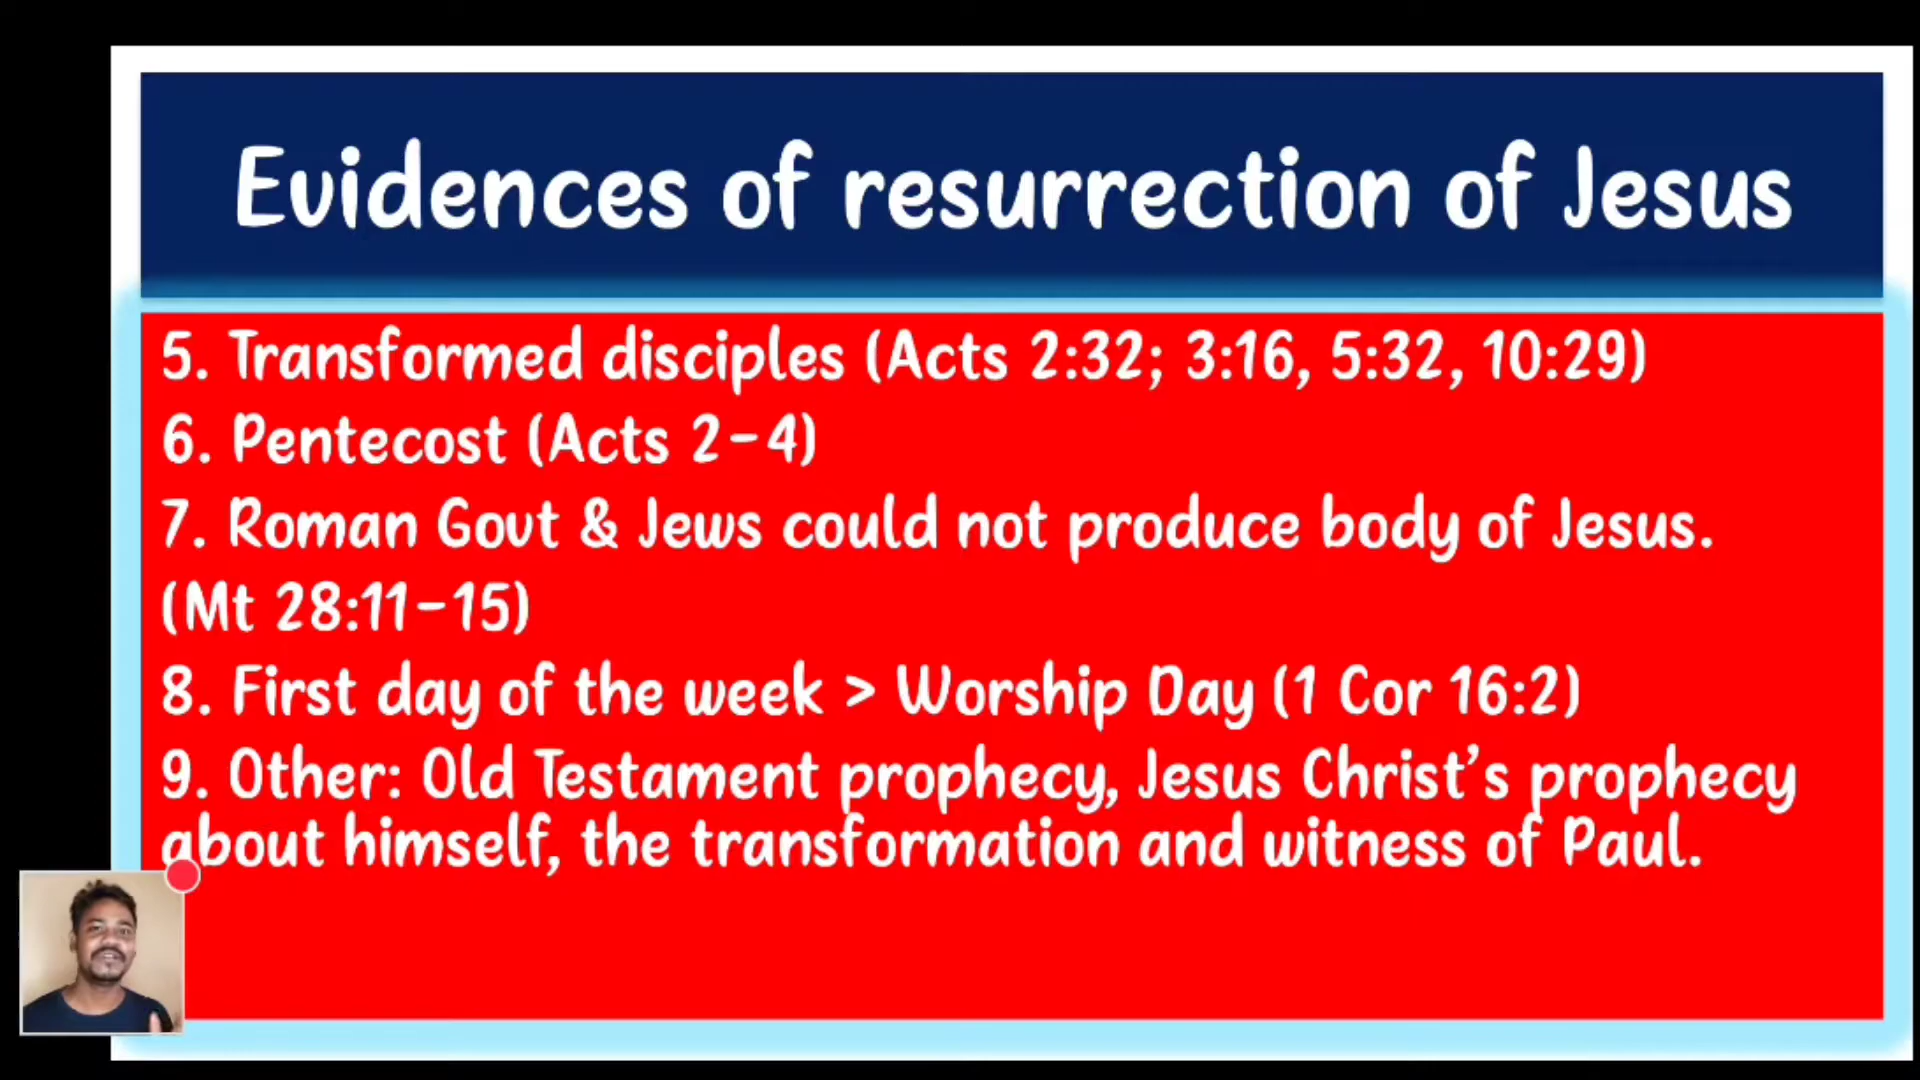 Evidences of resurrection of Jesus
5. Transformed disciples (Acts 2:32; 3:16, 5:32, 10:29)
6. Pentecost (Acts 2-4)
7. Roman Govt & Jews could not produce body of Jesus.
(Mt 28:11-15)
8. First day of the week > Worship Day (1 Cor 16:2)
9. Other: Old Testament prophecy, Jesus Christ’s prophecy
about himself, the transformation and witness of Paul.